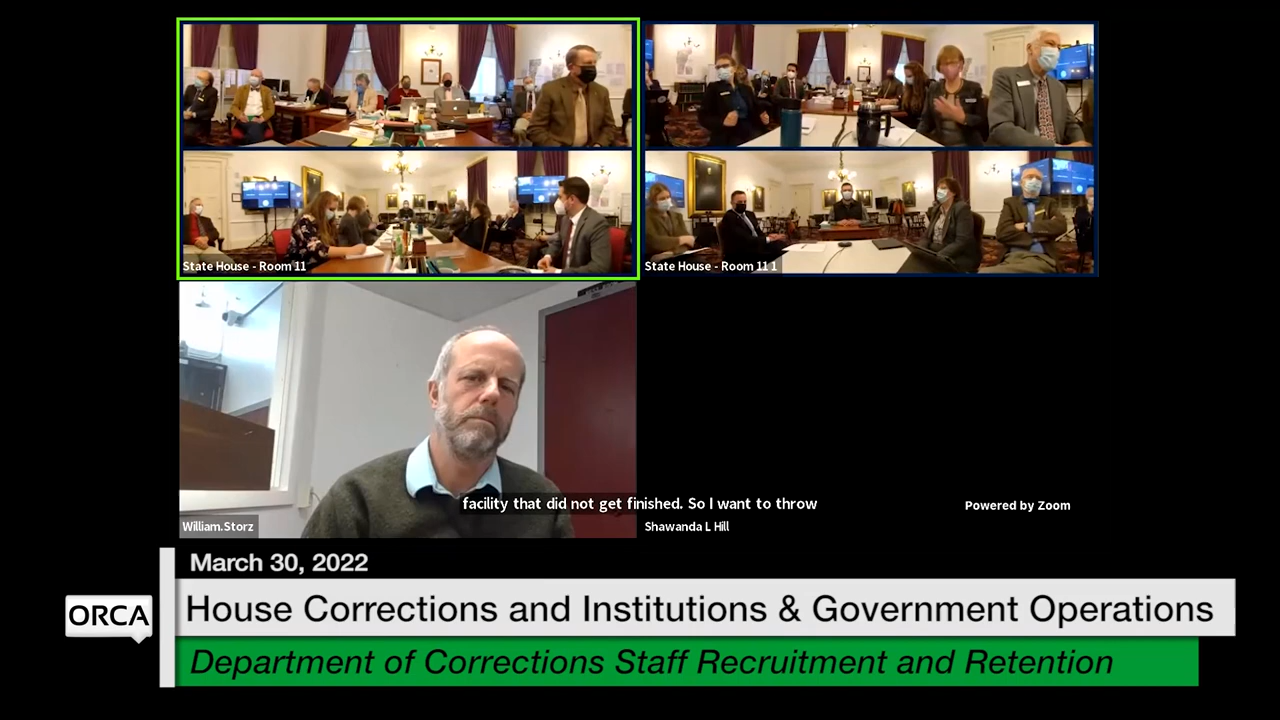 State House - Room 11
State House - Room 11 1
facility that did not get finished. So I want to throw
Powered by Zoom
William.Storz
Shawanda L Hill
March 30, 2022
ORCA
House Corrections and Institutions & Government Operations
Department of Corrections Staff Recruitment and Retention